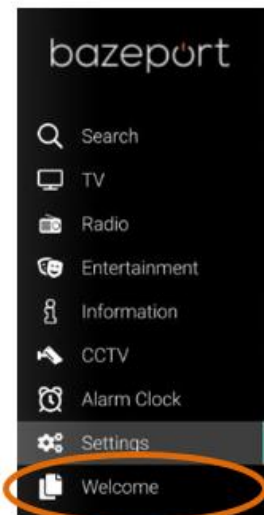 bazeport
Search
TV
Radio
Entertainment
Information
CCTV
Alarm Clock
Settings
Welcome